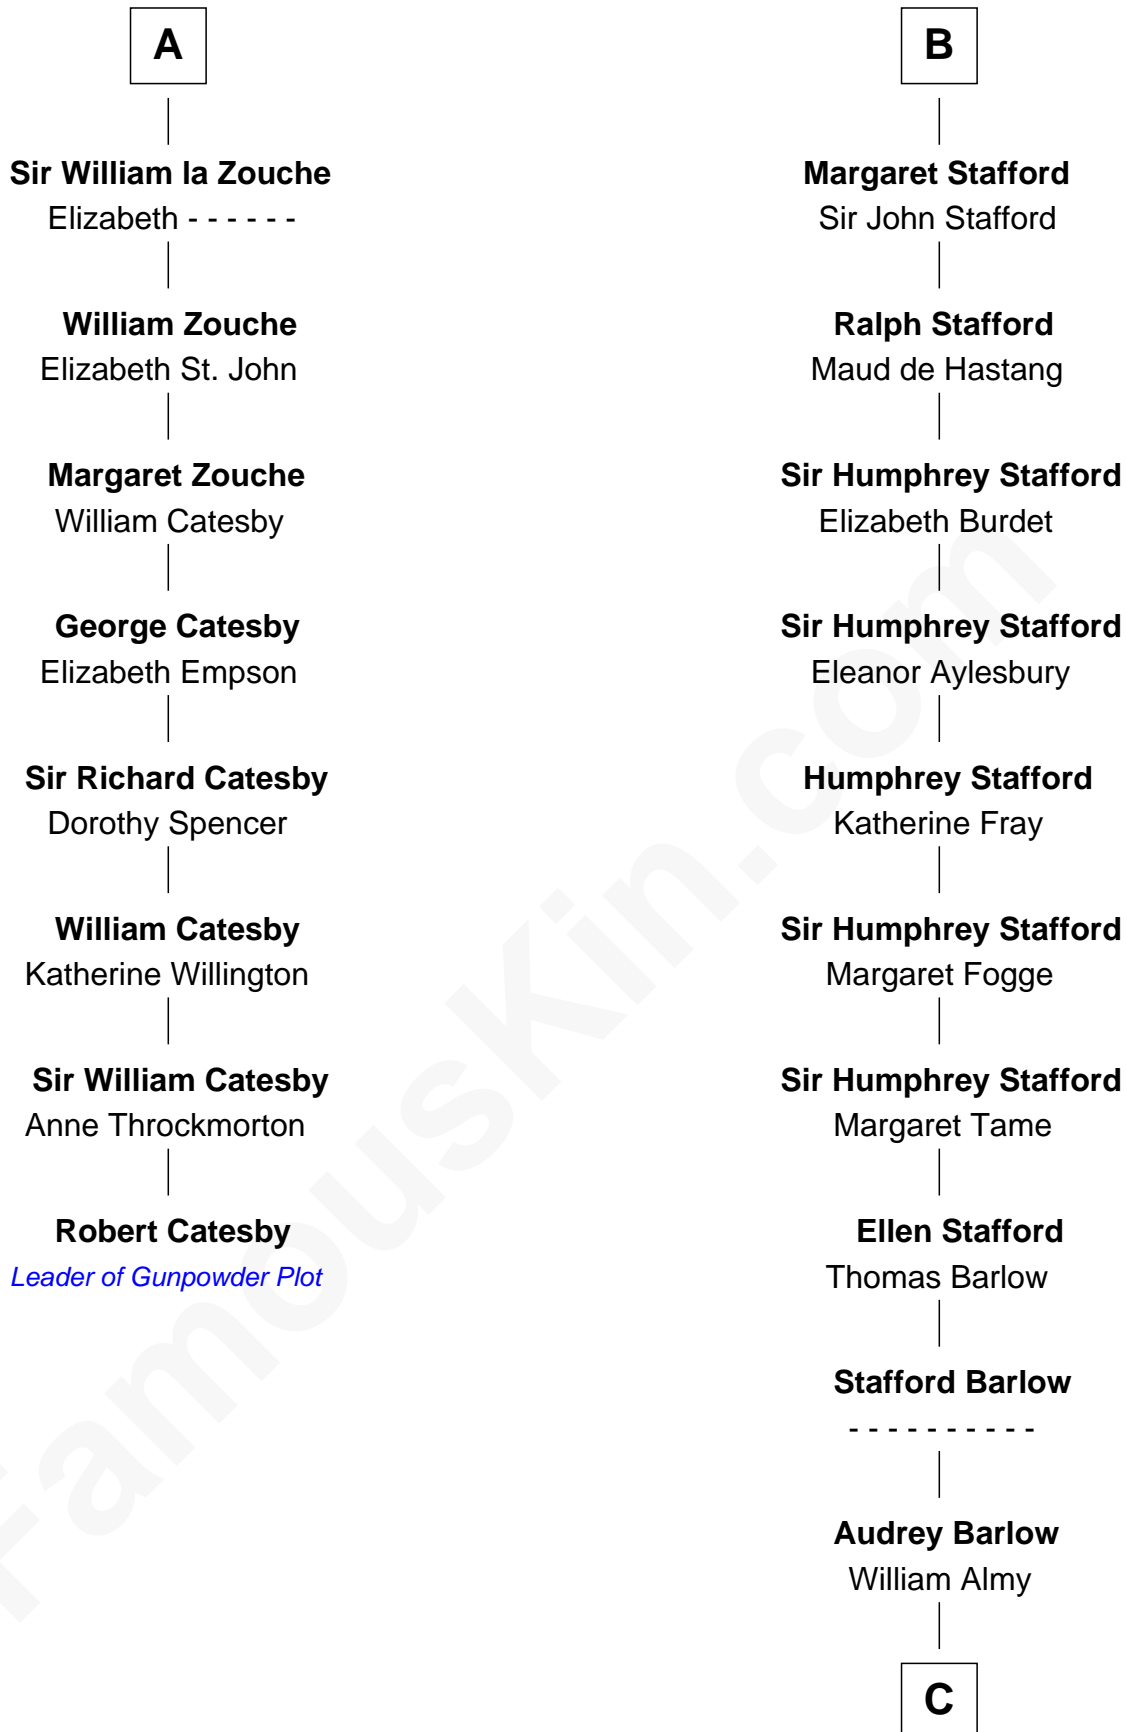 A
Sir William la Zouche
Elizabeth - - - - - -
William Zouche
Elizabeth St. John
Margaret Zouche
William Catesby
George Catesby
Elizabeth Empson
Sir Richard Catesby
Dorothy Spencer
William Catesby
Katherine Willington
Sir William Catesby
Anne Throckmorton
Robert Catesby
Leader of Gunpowder Plot
B
Margaret Stafford
Sir John Stafford
Ralph Stafford
Maud de Hastang
Sir Humphrey Stafford
Elizabeth Burdet
Sir Humphrey Stafford
Eleanor Aylesbury
Humphrey Stafford
Katherine Fray
Sir Humphrey Stafford
Margaret Fogge
Sir Humphrey Stafford
Margaret Tame
Ellen Stafford
Thomas Barlow
Stafford Barlow
- - - - - - - - - -
Audrey Barlow
William Almy
C
FamousKin.com